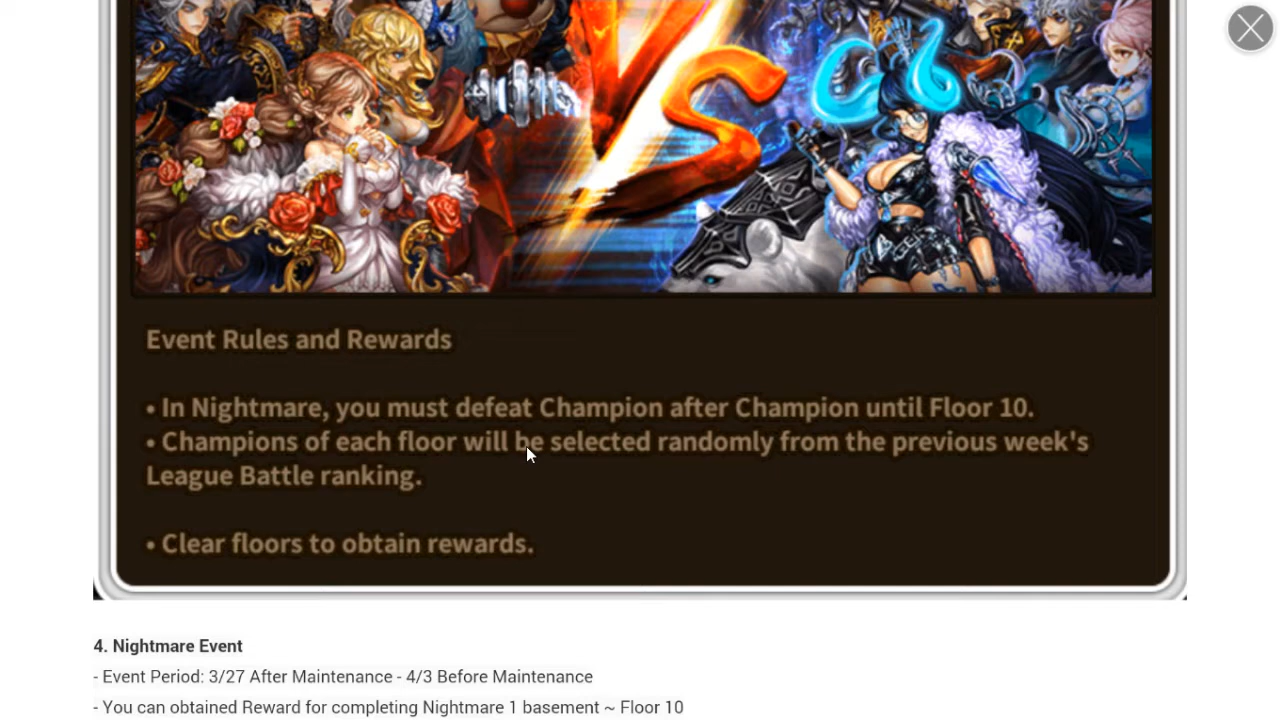 VS
Event Rules and Rewards
• In Nightmare, you must defeat Champion after Champion until Floor 10.
• Champions of each floor will be selected randomly from the previous week's
League Battle ranking.
• Clear floors to obtain rewards.
4. Nightmare Event
- Event Period: 3/27 After Maintenance - 4/3 Before Maintenance
- You can obtained Reward for completing Nightmare 1 basement ~ Floor 10